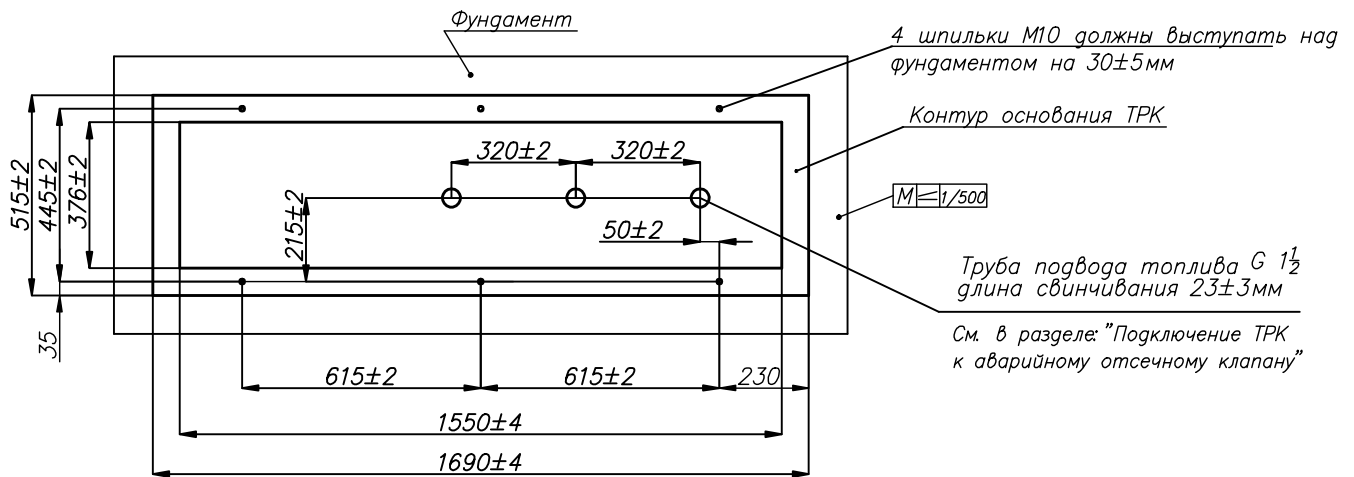 Фундамент
4 шпильки М10 должны выступать над
фундаментом на 30±5мм
Контур основания ТРК
М 1/500
320±2
320±2
515±2
445±2
376±2
215±2
50±2
Труба подвода топлива G 1½
длина свинчивания 23±3мм
См. в разделе: "Подключение ТРК
к аварийному отсечному клапану"
35
615±2
615±2
230
1550±4
1690±4